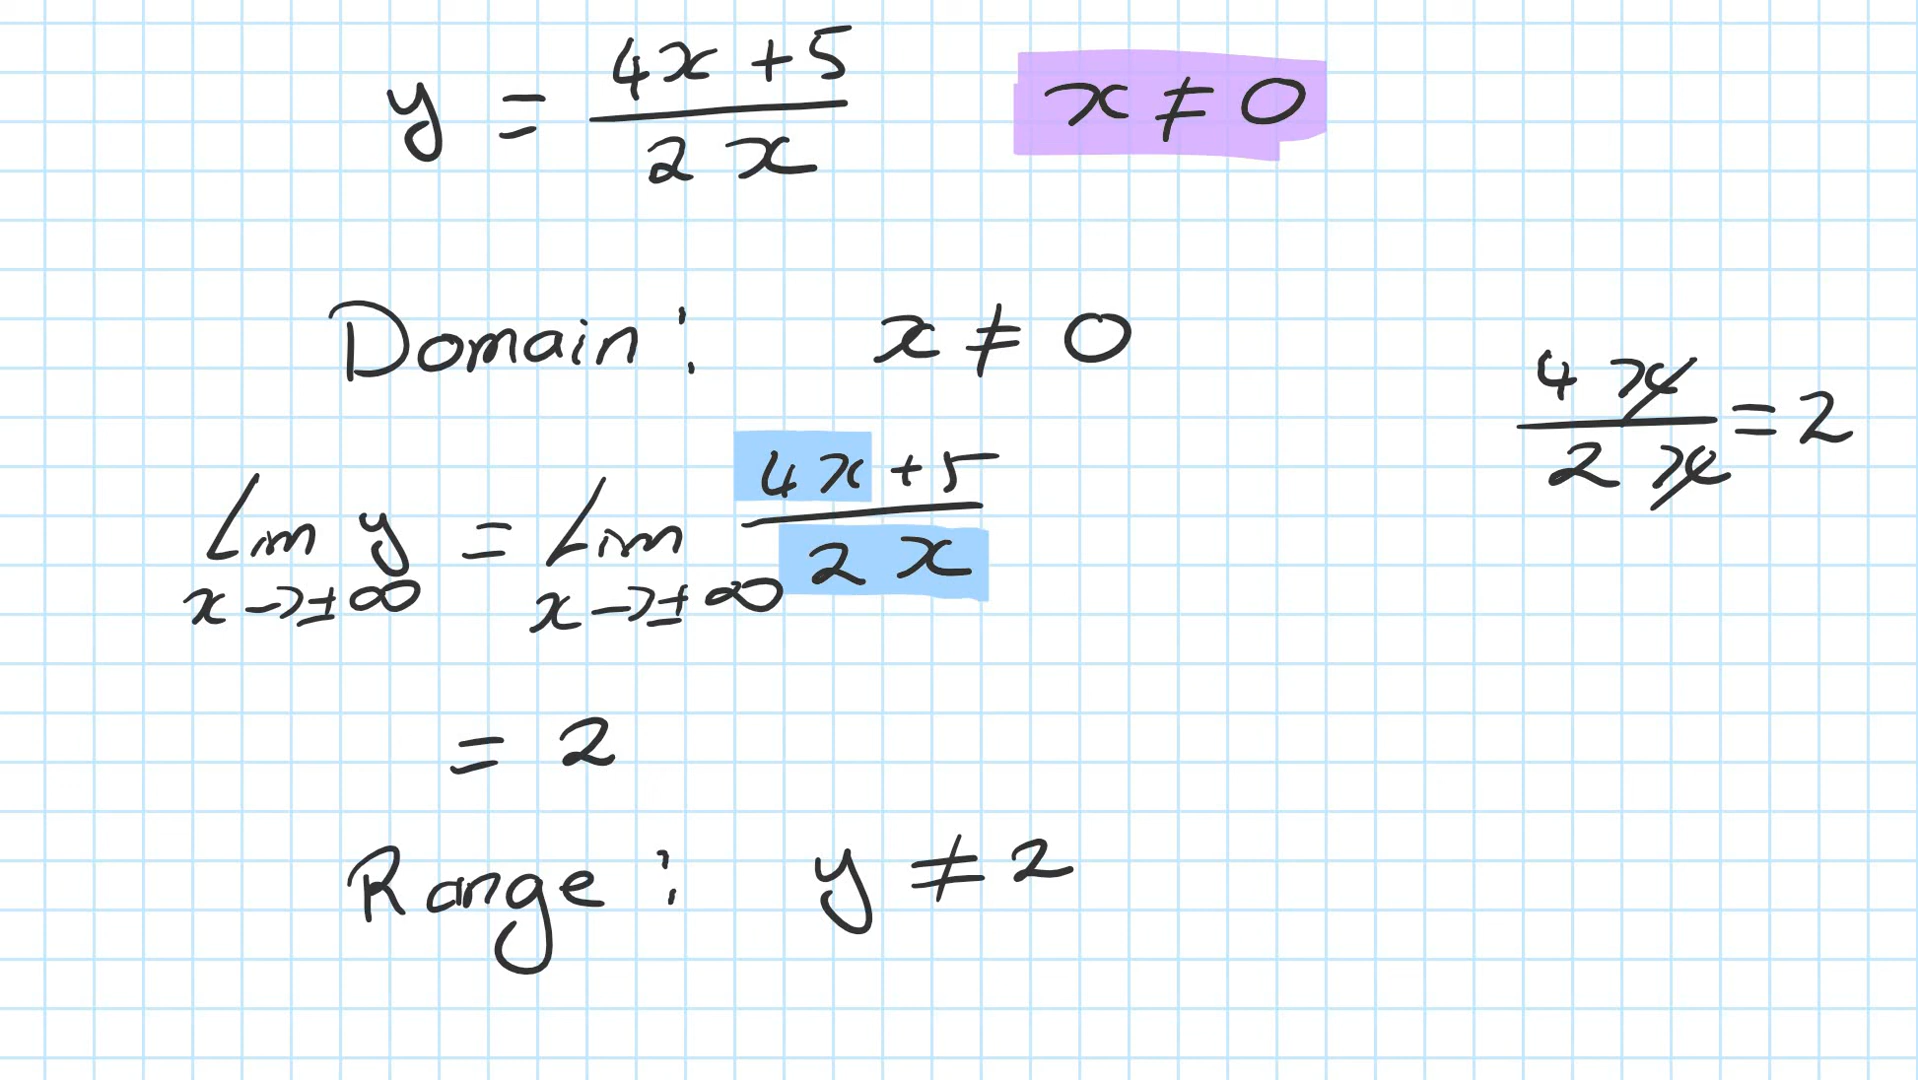 y = (4x + 5)/(2x)    x ≠ 0
Domain:    x ≠ 0
4x/2x = 2
Lim x→±∞ y = Lim x→±∞ (4x + 5)/(2x)
= 2
Range:    y ≠ 2